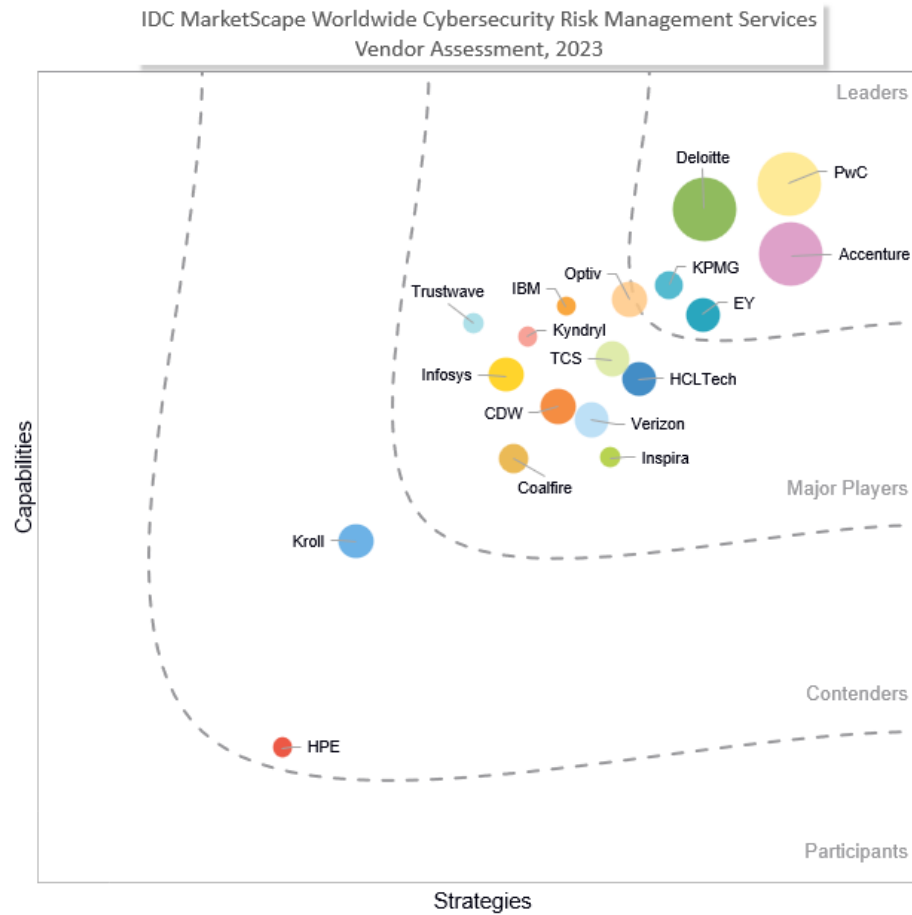 IDC MarketScape Worldwide Cybersecurity Risk Management Services
Vendor Assessment, 2023
Leaders
Deloitte
PwC
Accenture
KPMG
Optiv
IBM
Trustwave
EY
Kyndryl
TCS
Infosys
HCLTech
CDW
Verizon
Inspira
Coalfire
Major Players
Capabilities
Kroll
Contenders
HPE
Participants
Strategies